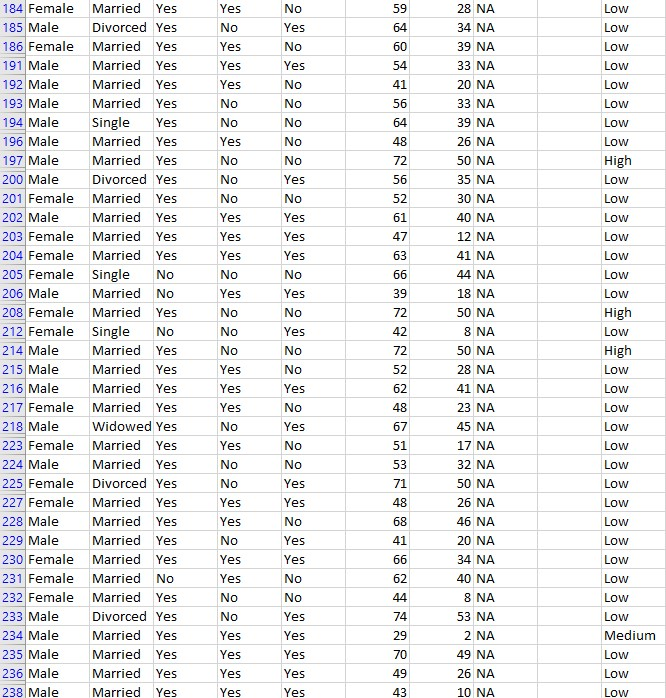 184 Female Married Yes Yes No 59 28 NA Low
185 Male Divorced Yes No Yes 64 34 NA Low
186 Female Married Yes Yes No 60 39 NA Low
191 Male Married Yes Yes Yes 54 33 NA Low
192 Male Married Yes Yes No 41 20 NA Low
193 Male Married Yes No No 56 33 NA Low
194 Male Single Yes No No 64 39 NA Low
196 Male Married Yes Yes No 48 26 NA Low
197 Male Married Yes No No 72 50 NA High
200 Male Divorced Yes No Yes 56 35 NA Low
201 Female Married Yes No No 52 30 NA Low
202 Male Married Yes Yes Yes 61 40 NA Low
203 Female Married Yes Yes Yes 47 12 NA Low
204 Female Married Yes Yes Yes 63 41 NA Low
205 Female Single No No No 66 44 NA Low
206 Male Married No Yes Yes 39 18 NA Low
208 Female Married Yes No No 72 50 NA High
212 Female Single No No Yes 42 8 NA Low
214 Male Married Yes No No 72 50 NA High
215 Male Married Yes Yes No 52 28 NA Low
216 Male Married Yes Yes Yes 62 41 NA Low
217 Female Married Yes Yes No 48 23 NA Low
218 Male Widowed Yes No Yes 67 45 NA Low
223 Female Married Yes Yes No 51 17 NA Low
224 Male Married Yes No No 53 32 NA Low
225 Female Divorced Yes No Yes 71 50 NA Low
227 Female Married Yes Yes Yes 48 26 NA Low
228 Male Married Yes Yes No 68 46 NA Low
229 Male Married Yes No Yes 41 20 NA Low
230 Female Married Yes Yes Yes 66 34 NA Low
231 Female Married No Yes No 62 40 NA Low
232 Female Married Yes No No 44 8 NA Low
233 Male Divorced Yes No Yes 74 53 NA Low
234 Male Married Yes Yes Yes 29 2 NA Medium
235 Male Married Yes Yes Yes 70 49 NA Low
236 Male Married Yes Yes Yes 49 26 NA Low
238 Male Married Yes Yes Yes 43 10 NA Low